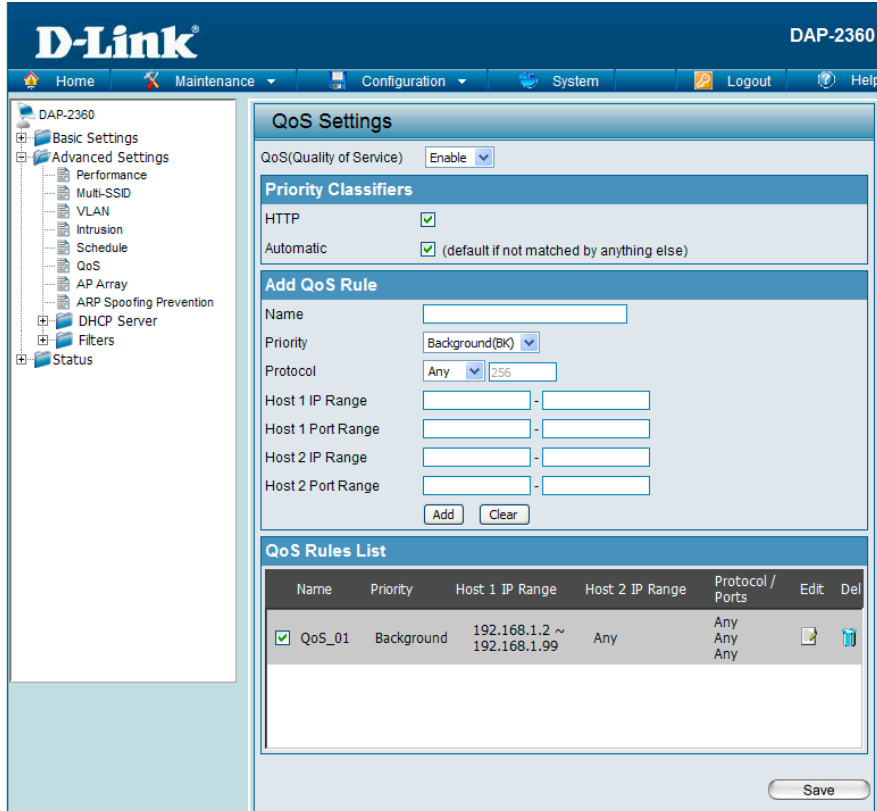 D-Link®
DAP-2360
Home
Maintenance
Configuration
System
Logout
DAP-2360
Basic Settings
Advanced Settings
Performance
Multi-SSID
VLAN
Intrusion
Schedule
QoS
AP Array
ARP Spoofing Prevention
DHCP Server
Filters
Status
QoS Settings
QoS(Quality of Service) Enable
Priority Classifiers
HTTP
Automatic (default if not matched by anything else)
Add QoS Rule
Name
Priority Background(BK)
Protocol Any 256
Host 1 IP Range -
Host 1 Port Range -
Host 2 IP Range -
Host 2 Port Range -
Add Clear
QoS Rules List
Name Priority Host 1 IP Range Host 2 IP Range Protocol / Ports Edit Del
QoS_01 Background 192.168.1.2 ~ 192.168.1.99 Any Any
Any
Any
Save